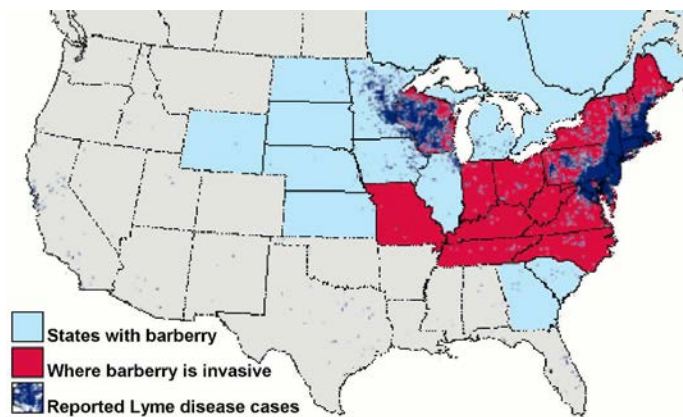 States with barberry
Where barberry is invasive
Reported Lyme disease cases